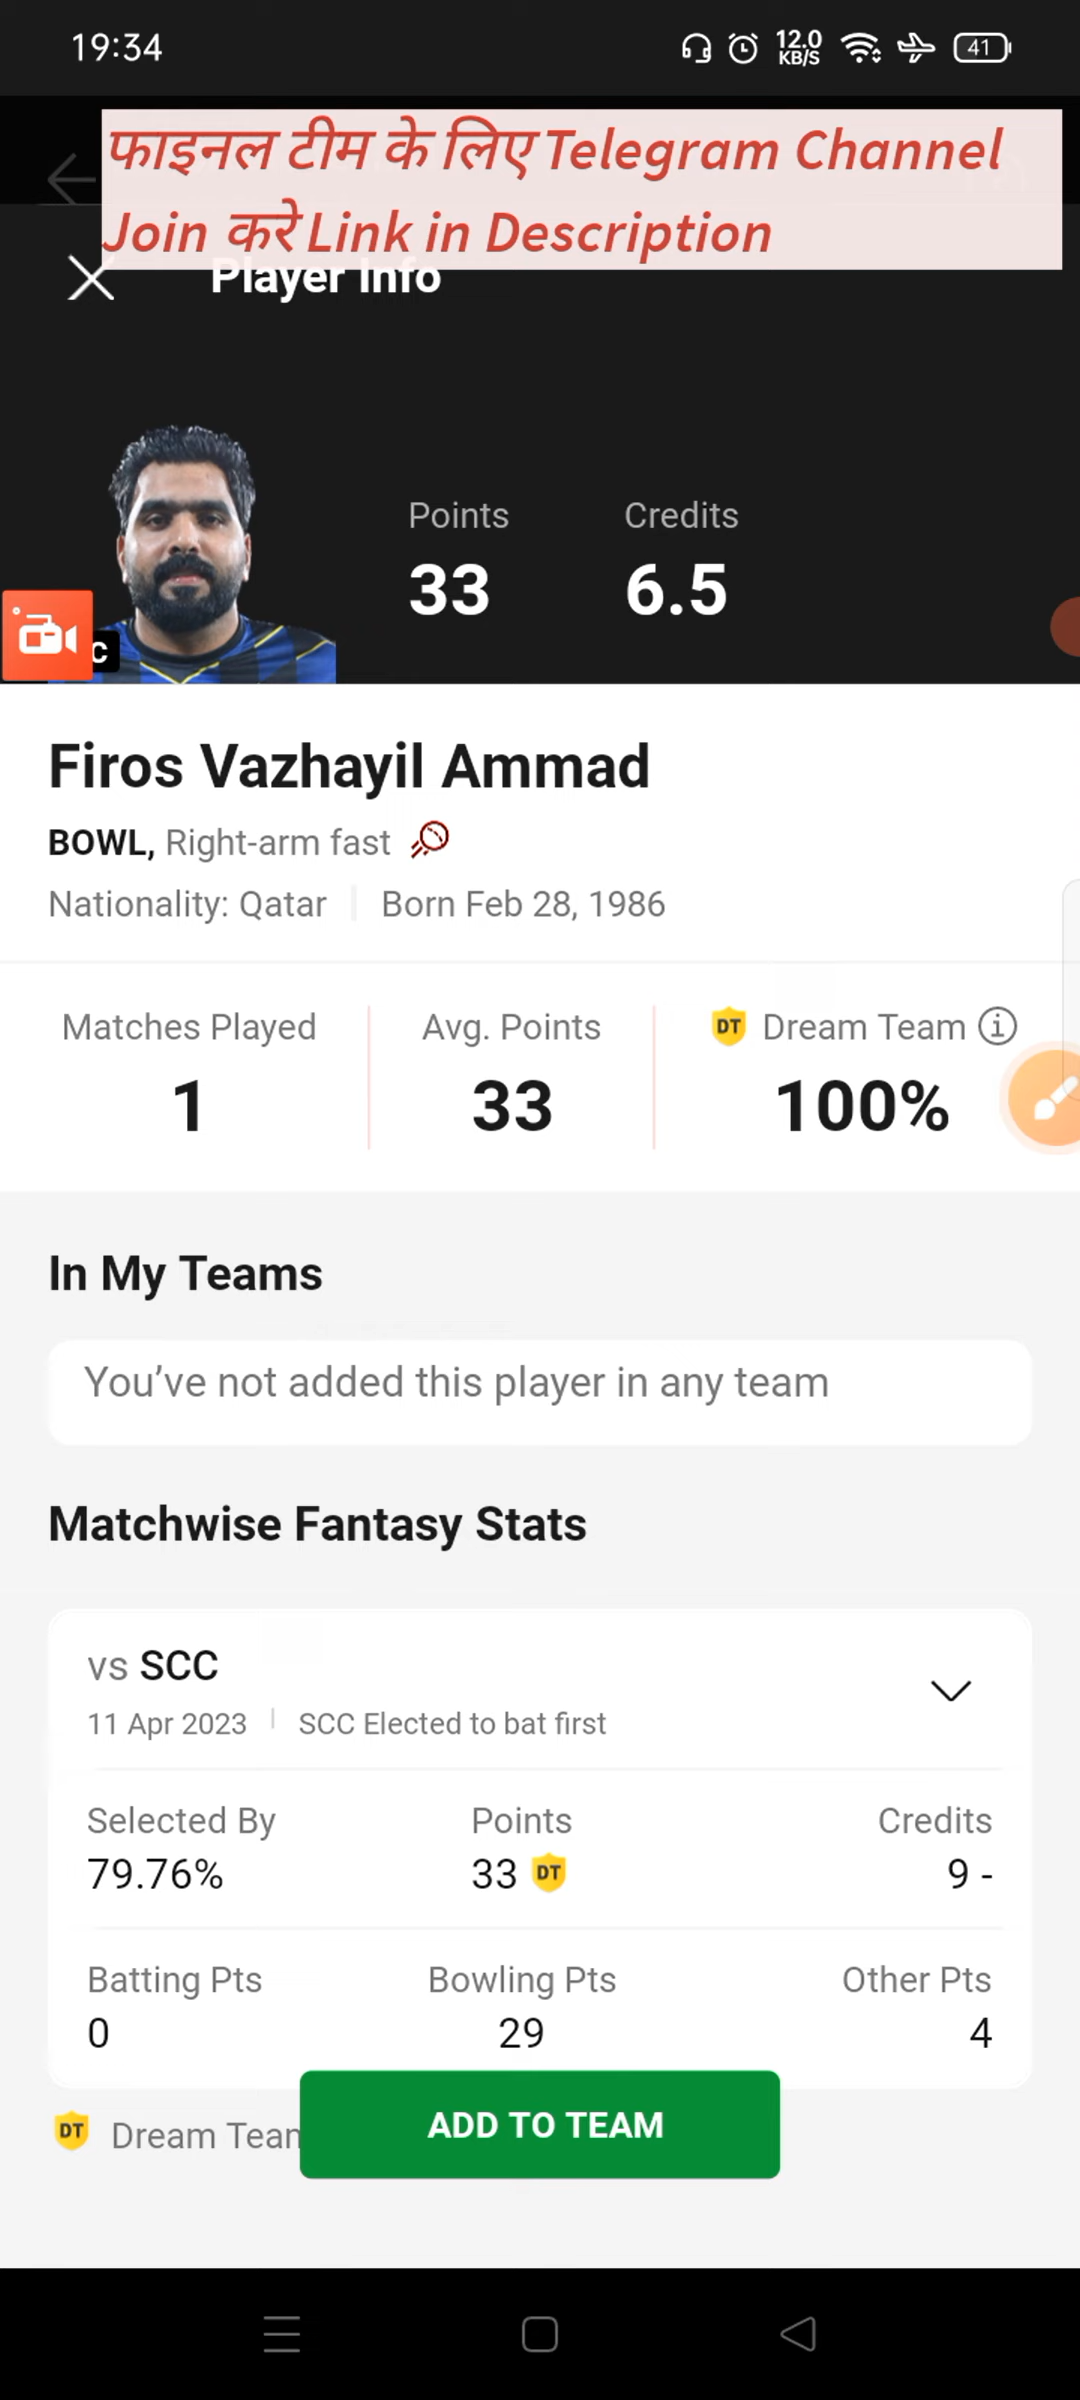 19:34
12.0
KB/S
41
फाइनल टीम के लिए Telegram Channel
Join करे Link in Description
Player Info
Points
Credits
33
6.5
C
Firos Vazhayil Ammad
BOWL, Right-arm fast
Nationality: Qatar
Born Feb 28, 1986
Matches Played
Avg. Points
DT Dream Team
1
33
100%
In My Teams
You've not added this player in any team
Matchwise Fantasy Stats
vs SCC
11 Apr 2023
SCC Elected to bat first
Selected By
Points
Credits
79.76%
33 DT
9 -
Batting Pts
Bowling Pts
Other Pts
0
29
4
DT Dream
ADD TO TEAM